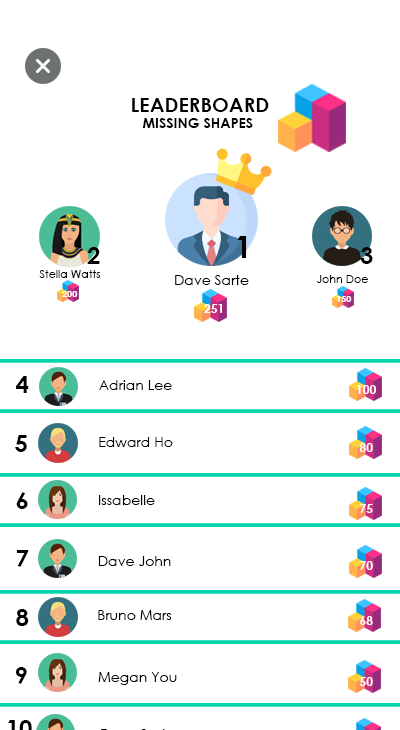 LEADERBOARD
MISSING SHAPES
1
2
3
Stella Watts
Dave Sarte
John Doe
200
251
150
4 Adrian Lee 100
5 Edward Ho 80
6 Issabelle 75
7 Dave John 70
8 Bruno Mars 68
9 Megan You 50
10